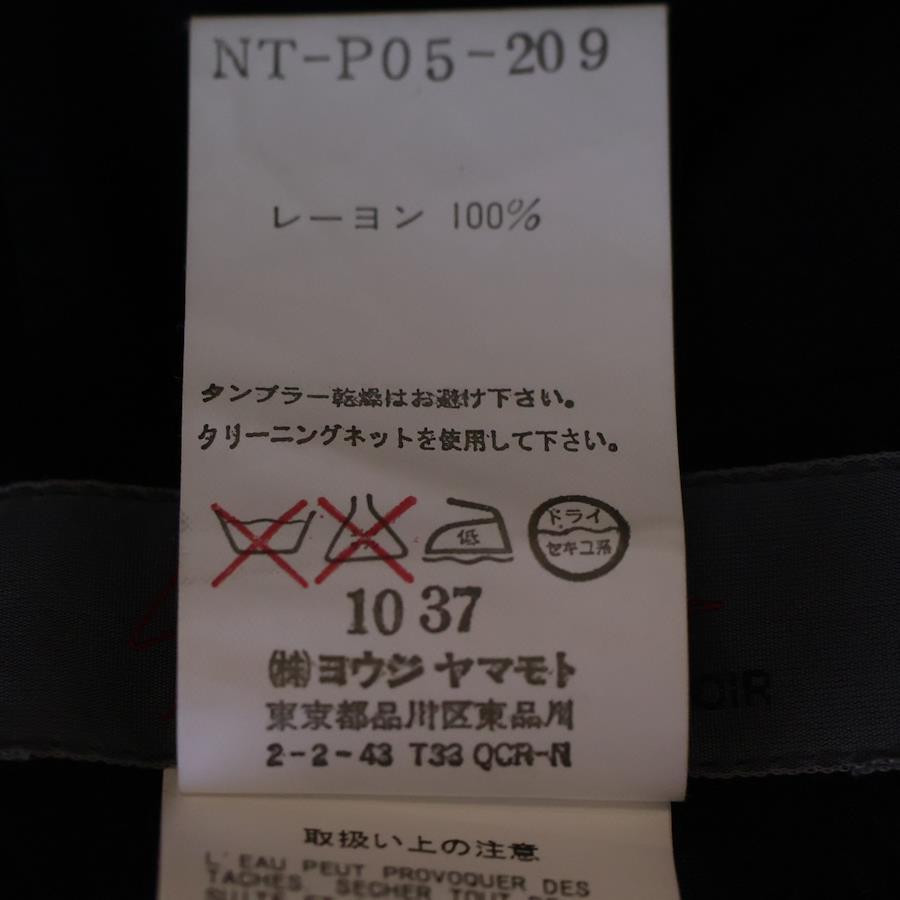 NT-P05-209
レーヨン 100%
タンブラー乾燥はお避け下さい。
クリーニングネットを使用して下さい。
低
ドライ
セキユ系
10 37
㈱ヨウジ ヤマモト
東京都品川区東品川
2-2-43 T33 QCR-N
OIR
取扱い上の注意
L'EAU PEUT PROVOQUER DES
TACHES. SECHER TOUT DE
SUITE